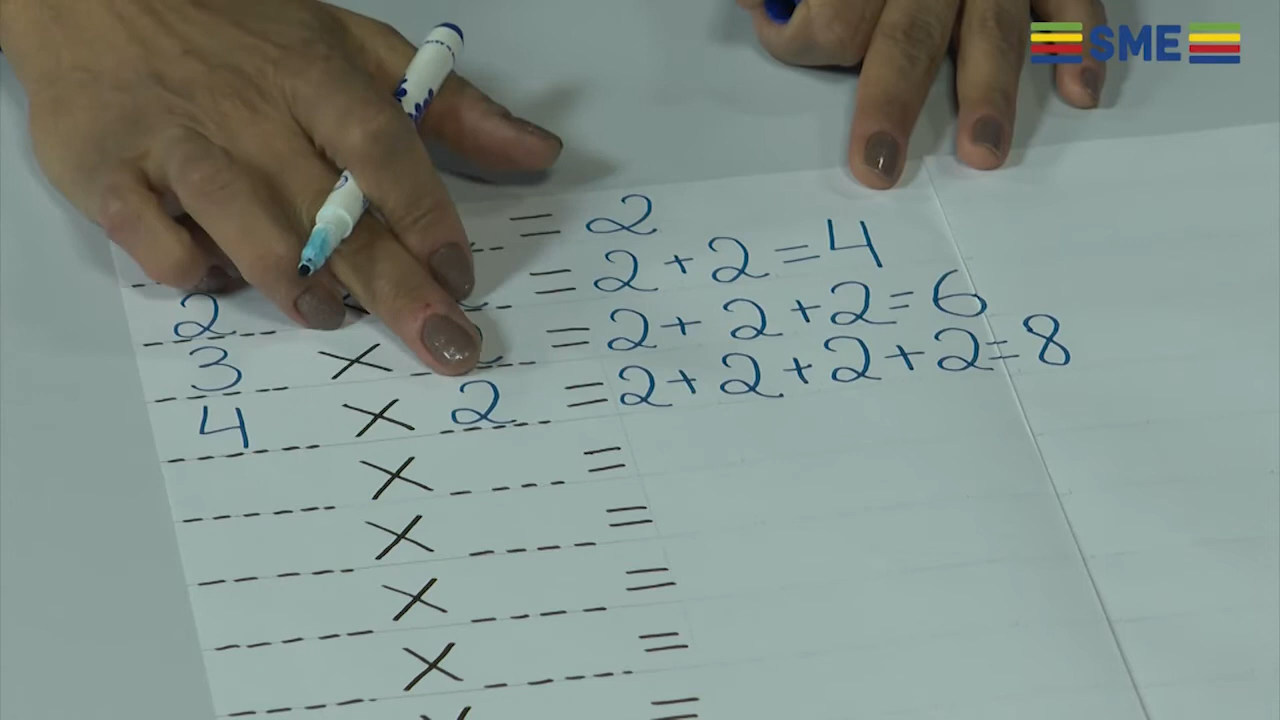 SME
= 2
2 = 2+2=4
3 × = 2+2+2=6
4 × 2 = 2+2+2+2=8
× =
× =
× =
× =
× =